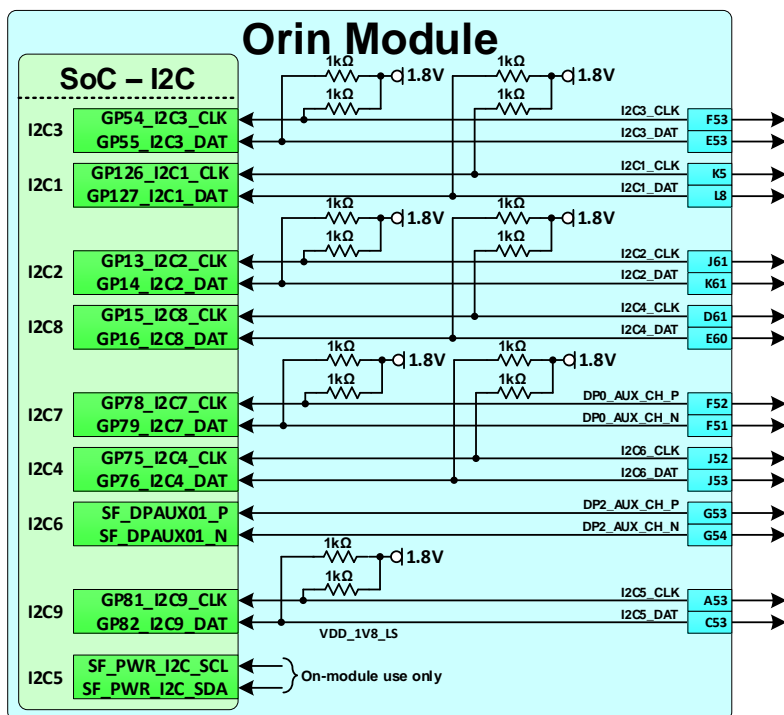 Orin Module
SoC – I2C
1kΩ
1.8V
1kΩ
1kΩ
1.8V
1kΩ
I2C3
GP54_I2C3_CLK
I2C3_CLK
F53
GP55_I2C3_DAT
I2C3_DAT
E53
I2C1
GP126_I2C1_CLK
I2C1_CLK
K5
GP127_I2C1_DAT
I2C1_DAT
L8
1kΩ
1.8V
1kΩ
1kΩ
1.8V
1kΩ
I2C2
GP13_I2C2_CLK
I2C2_CLK
J61
GP14_I2C2_DAT
I2C2_DAT
K61
I2C8
GP15_I2C8_CLK
I2C4_CLK
D61
GP16_I2C8_DAT
I2C4_DAT
E60
1kΩ
1.8V
1kΩ
1kΩ
1.8V
1kΩ
I2C7
GP78_I2C7_CLK
DP0_AUX_CH_P
F52
GP79_I2C7_DAT
DP0_AUX_CH_N
F51
I2C4
GP75_I2C4_CLK
I2C6_CLK
J52
GP76_I2C4_DAT
I2C6_DAT
J53
I2C6
SF_DPAUX01_P
DP2_AUX_CH_P
G53
SF_DPAUX01_N
DP2_AUX_CH_N
G54
1kΩ
1.8V
1kΩ
I2C9
GP81_I2C9_CLK
I2C5_CLK
A53
GP82_I2C9_DAT
I2C5_DAT
C53
VDD_1V8_LS
I2C5
SF_PWR_I2C_SCL
SF_PWR_I2C_SDA
On-module use only